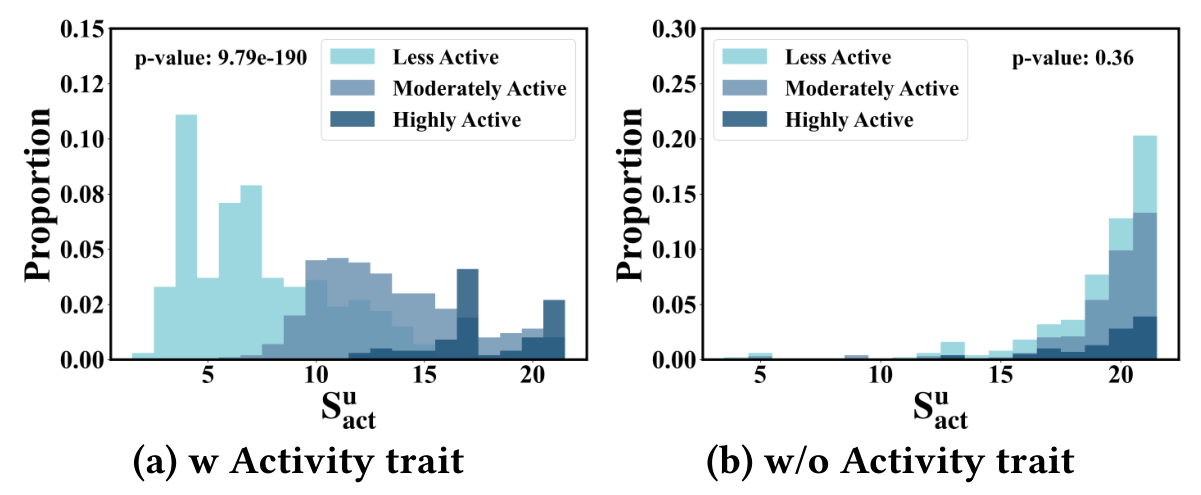 0.15
0.12
0.10
0.08
0.05
0.02
0.00
Proportion
p-value: 9.79e-190
Less Active
Moderately Active
Highly Active
5 10 15 20
S^u_act
(a) w Activity trait
0.30
0.25
0.20
0.15
0.10
0.05
0.00
Proportion
Less Active
Moderately Active
Highly Active
p-value: 0.36
5 10 15 20
S^u_act
(b) w/o Activity trait